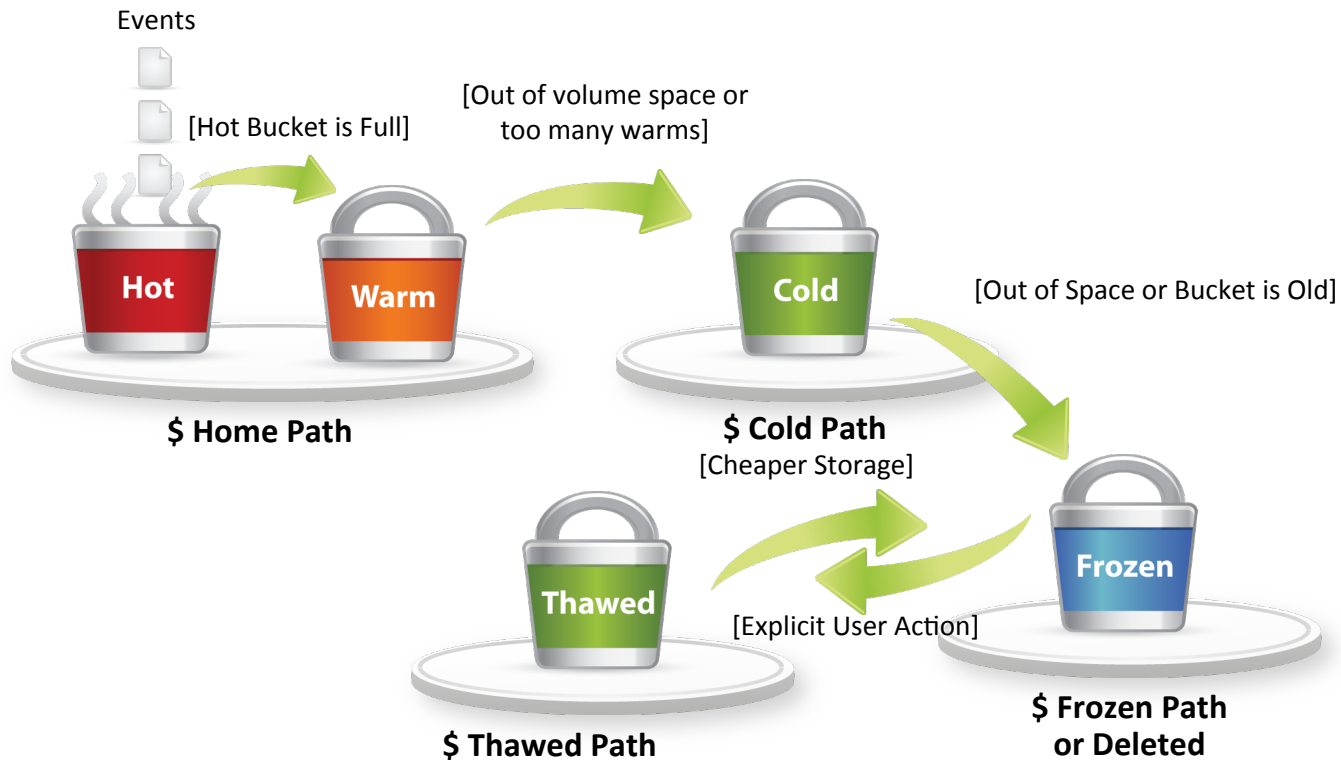 Events
[Hot Bucket is Full]
[Out of volume space or
too many warms]
Hot
Warm
Cold
[Out of Space or Bucket is Old]
$ Home Path
$ Cold Path
[Cheaper Storage]
Thawed
Frozen
[Explicit User Action]
$ Thawed Path
$ Frozen Path
or Deleted